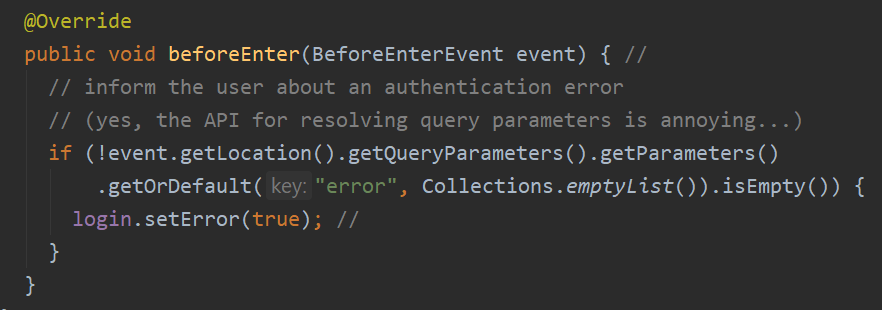 @Override
public void beforeEnter(BeforeEnterEvent event) { //
// inform the user about an authentication error
// (yes, the API for resolving query parameters is annoying...)
if (!event.getLocation().getQueryParameters().getParameters()
.getOrDefault( key: "error", Collections.emptyList()).isEmpty()) {
login.setError(true); //
}
}